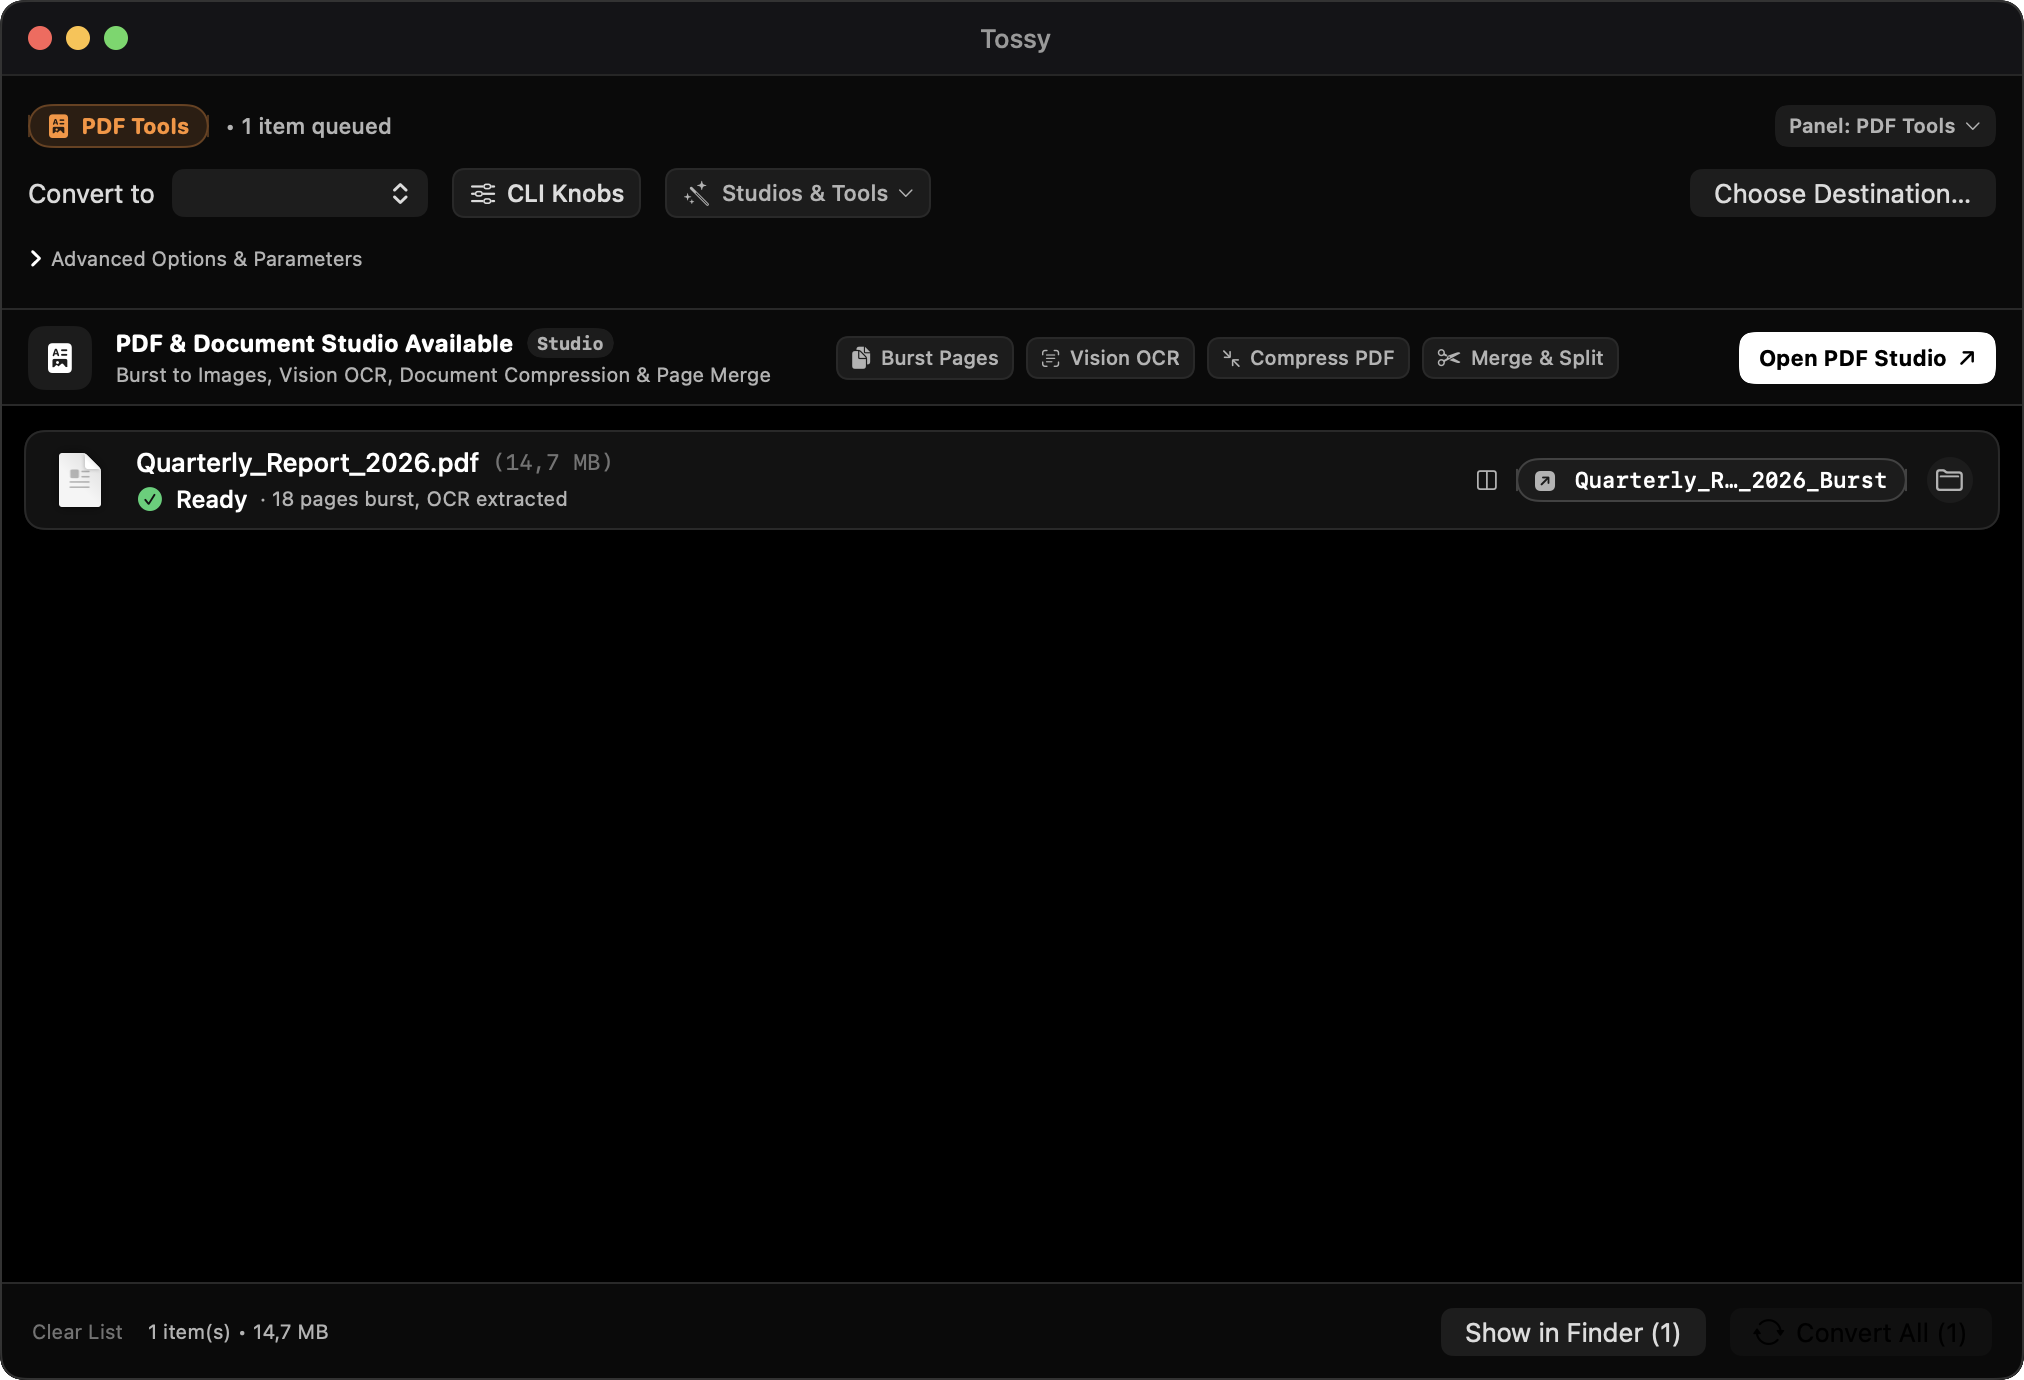 Tossy
PDF Tools • 1 item queued
Panel: PDF Tools
Convert to
CLI Knobs
Studios & Tools
Choose Destination...
Advanced Options & Parameters
PDF & Document Studio Available Studio
Burst to Images, Vision OCR, Document Compression & Page Merge
Burst Pages
Vision OCR
Compress PDF
Merge & Split
Open PDF Studio
Quarterly_Report_2026.pdf (14,7 MB)
Ready · 18 pages burst, OCR extracted
Quarterly_R…_2026_Burst
Clear List 1 item(s) • 14,7 MB
Show in Finder (1)
Convert All (1)